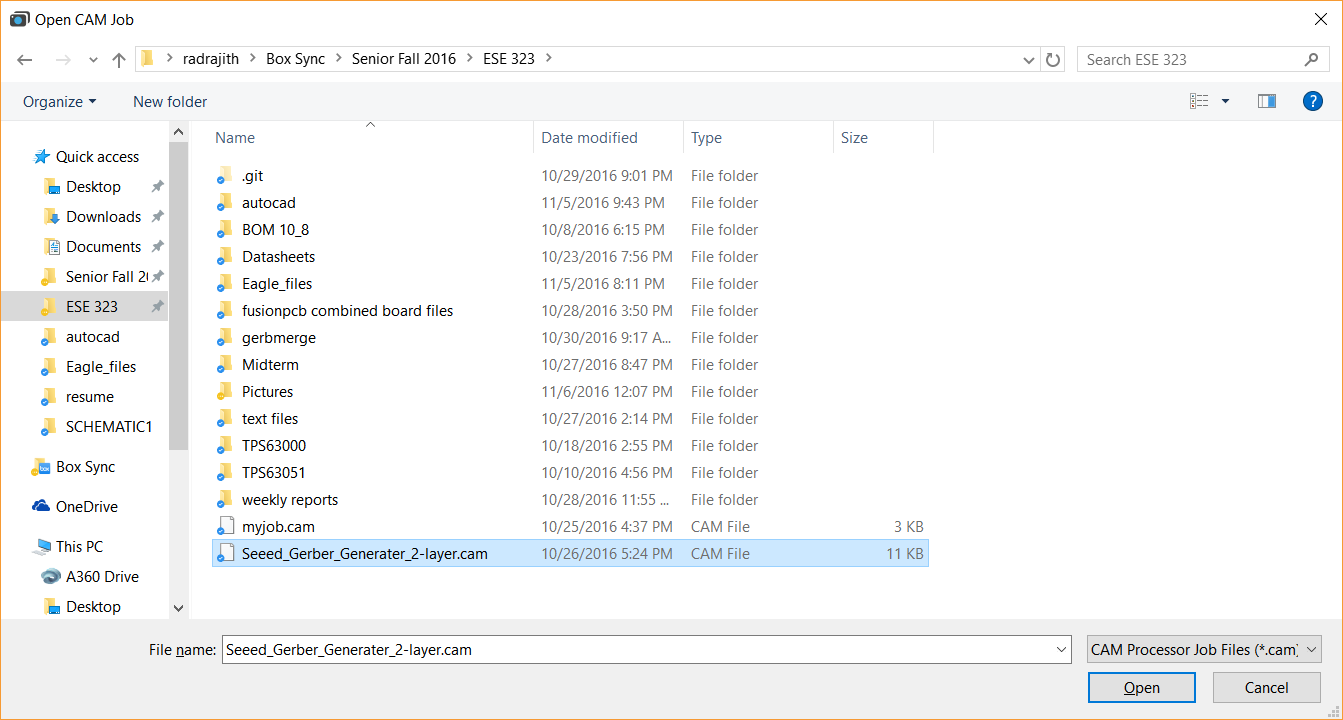 Open CAM Job
radrajith > Box Sync > Senior Fall 2016 > ESE 323 >
Search ESE 323
Organize
New folder
?
Quick access
Desktop
Downloads
Documents
Senior Fall 20
ESE 323
autocad
Eagle_files
resume
SCHEMATIC1
Box Sync
OneDrive
This PC
A360 Drive
Desktop
Name Date modified Type Size
.git 10/29/2016 9:01 PM File folder
autocad 11/5/2016 9:43 PM File folder
BOM 10_8 10/8/2016 6:15 PM File folder
Datasheets 10/23/2016 7:56 PM File folder
Eagle_files 11/5/2016 8:11 PM File folder
fusionpcb combined board files 10/28/2016 3:50 PM File folder
gerbmerge 10/30/2016 9:17 A... File folder
Midterm 10/27/2016 8:47 PM File folder
Pictures 11/6/2016 12:07 PM File folder
text files 10/27/2016 2:14 PM File folder
TPS63000 10/18/2016 2:55 PM File folder
TPS63051 10/10/2016 4:56 PM File folder
weekly reports 10/28/2016 11:55 ... File folder
myjob.cam 10/25/2016 4:37 PM CAM File 3 KB
Seeed_Gerber_Generater_2-layer.cam 10/26/2016 5:24 PM CAM File 11 KB
File name: Seeed_Gerber_Generater_2-layer.cam
CAM Processor Job Files (*.cam)
Open
Cancel